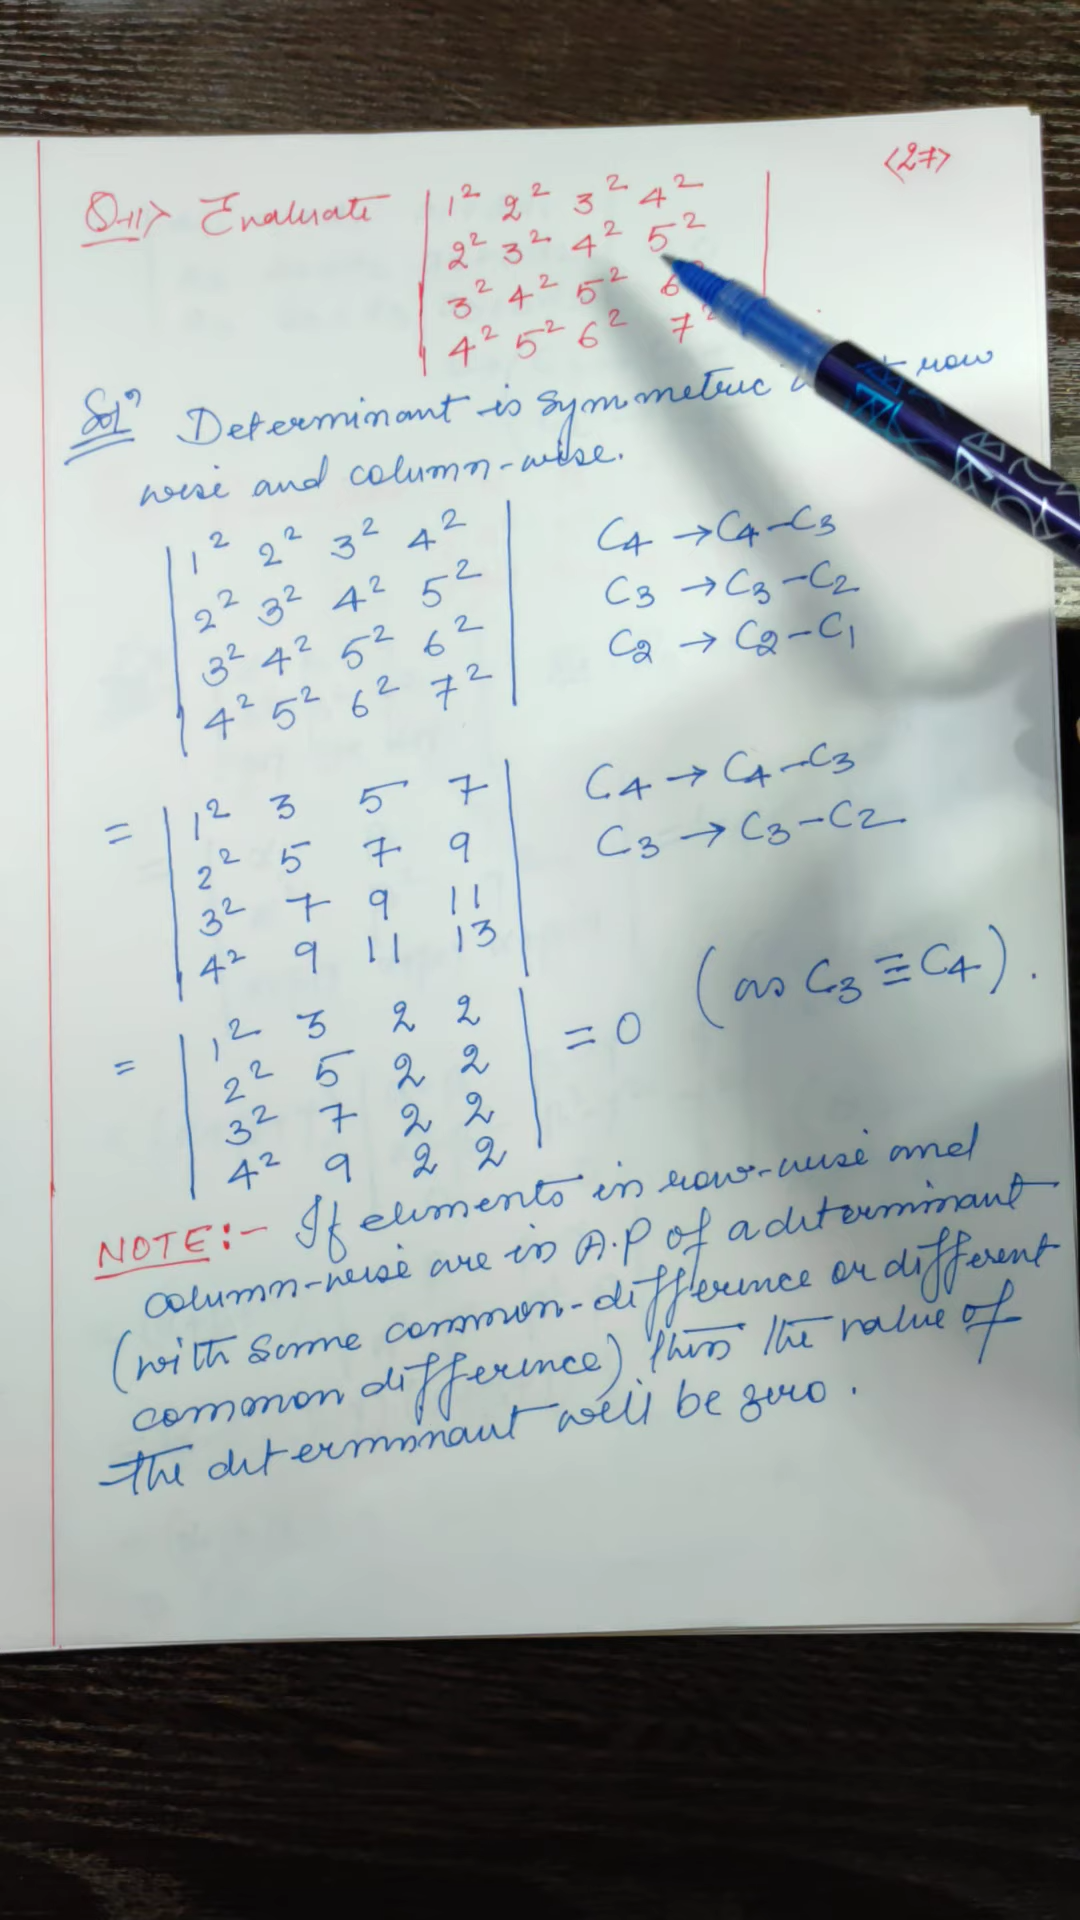 <27>
Q-11> Evaluate | 1² 2² 3² 4² |
2² 3² 4² 5²
3² 4² 5² 6
4² 5² 6² 7²
Solⁿ Determinant is symmetric row
wise and column-wise.
| 1² 2² 3² 4² | C₄ → C₄-C₃
| 2² 3² 4² 5² | C₃ → C₃-C₂
| 3² 4² 5² 6² | C₂ → C₂-C₁
| 4² 5² 6² 7² |
= | 1² 3 5 7 | C₄ → C₄-C₃
| 2² 5 7 9 | C₃ → C₃-C₂
| 3² 7 9 11 |
| 4² 9 11 13 |
= | 1² 3 2 2 | = 0 (as C₃ ≡ C₄).
| 2² 5 2 2 |
| 3² 7 2 2 |
| 4² 9 2 2 |
NOTE:- If elements in row-wise and
column-wise are in A.P of a determinant
(with same common-difference or different
common difference) then the value of
the determinant will be zero.